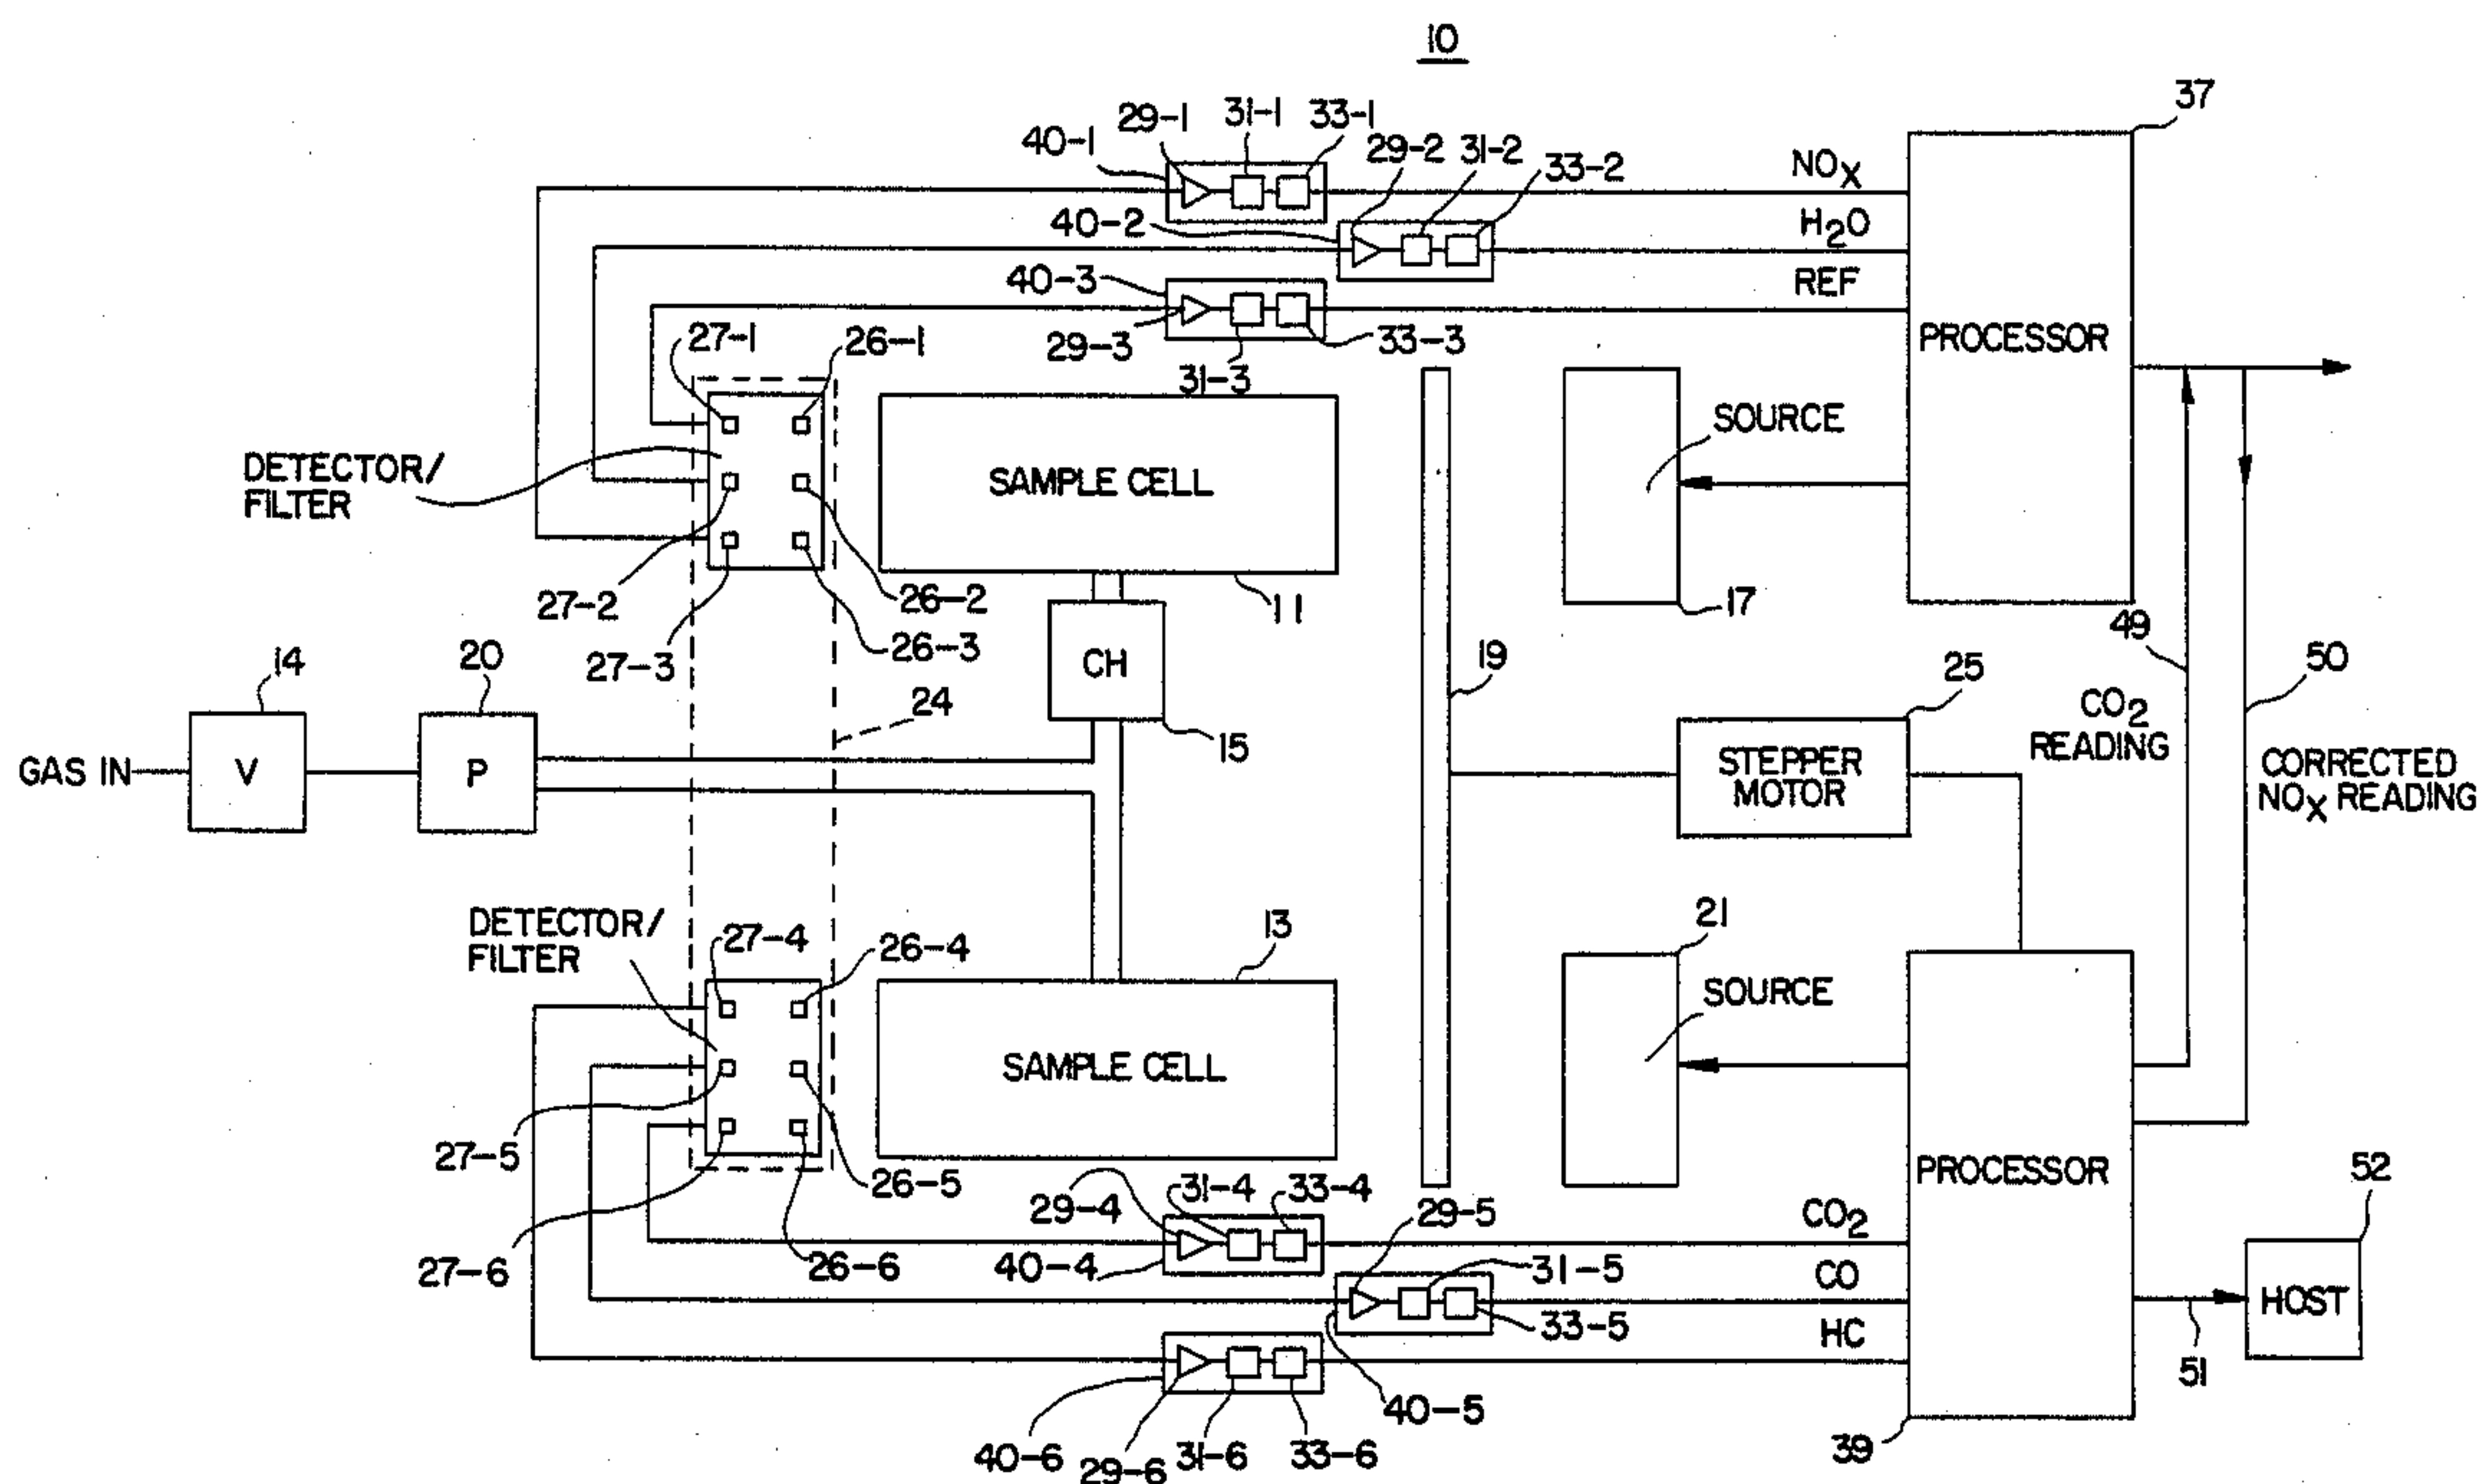 10
37
29-1
31-1
33-1
40-1
29-2
31-2
33-2
NOX
40-2
H2O
40-3
REF
27-1
26-1
29-3
33-3
PROCESSOR
31-3
SOURCE
DETECTOR/
FILTER
SAMPLE CELL
27-2
26-2
11
17
49
27-3
26-3
14
20
CH
19
25
50
24
15
CO2
READING
GAS IN
V
P
STEPPER
MOTOR
CORRECTED
NOX READING
DETECTOR/
FILTER
27-4
26-4
13
21
SOURCE
SAMPLE CELL
27-5
26-5
PROCESSOR
29-4
31-4
33-4
29-5
CO2
52
27-6
26-6
40-4
31-5
CO
HOST
33-5
HC
51
40-5
40-6
29-6
31-6
33-6
39